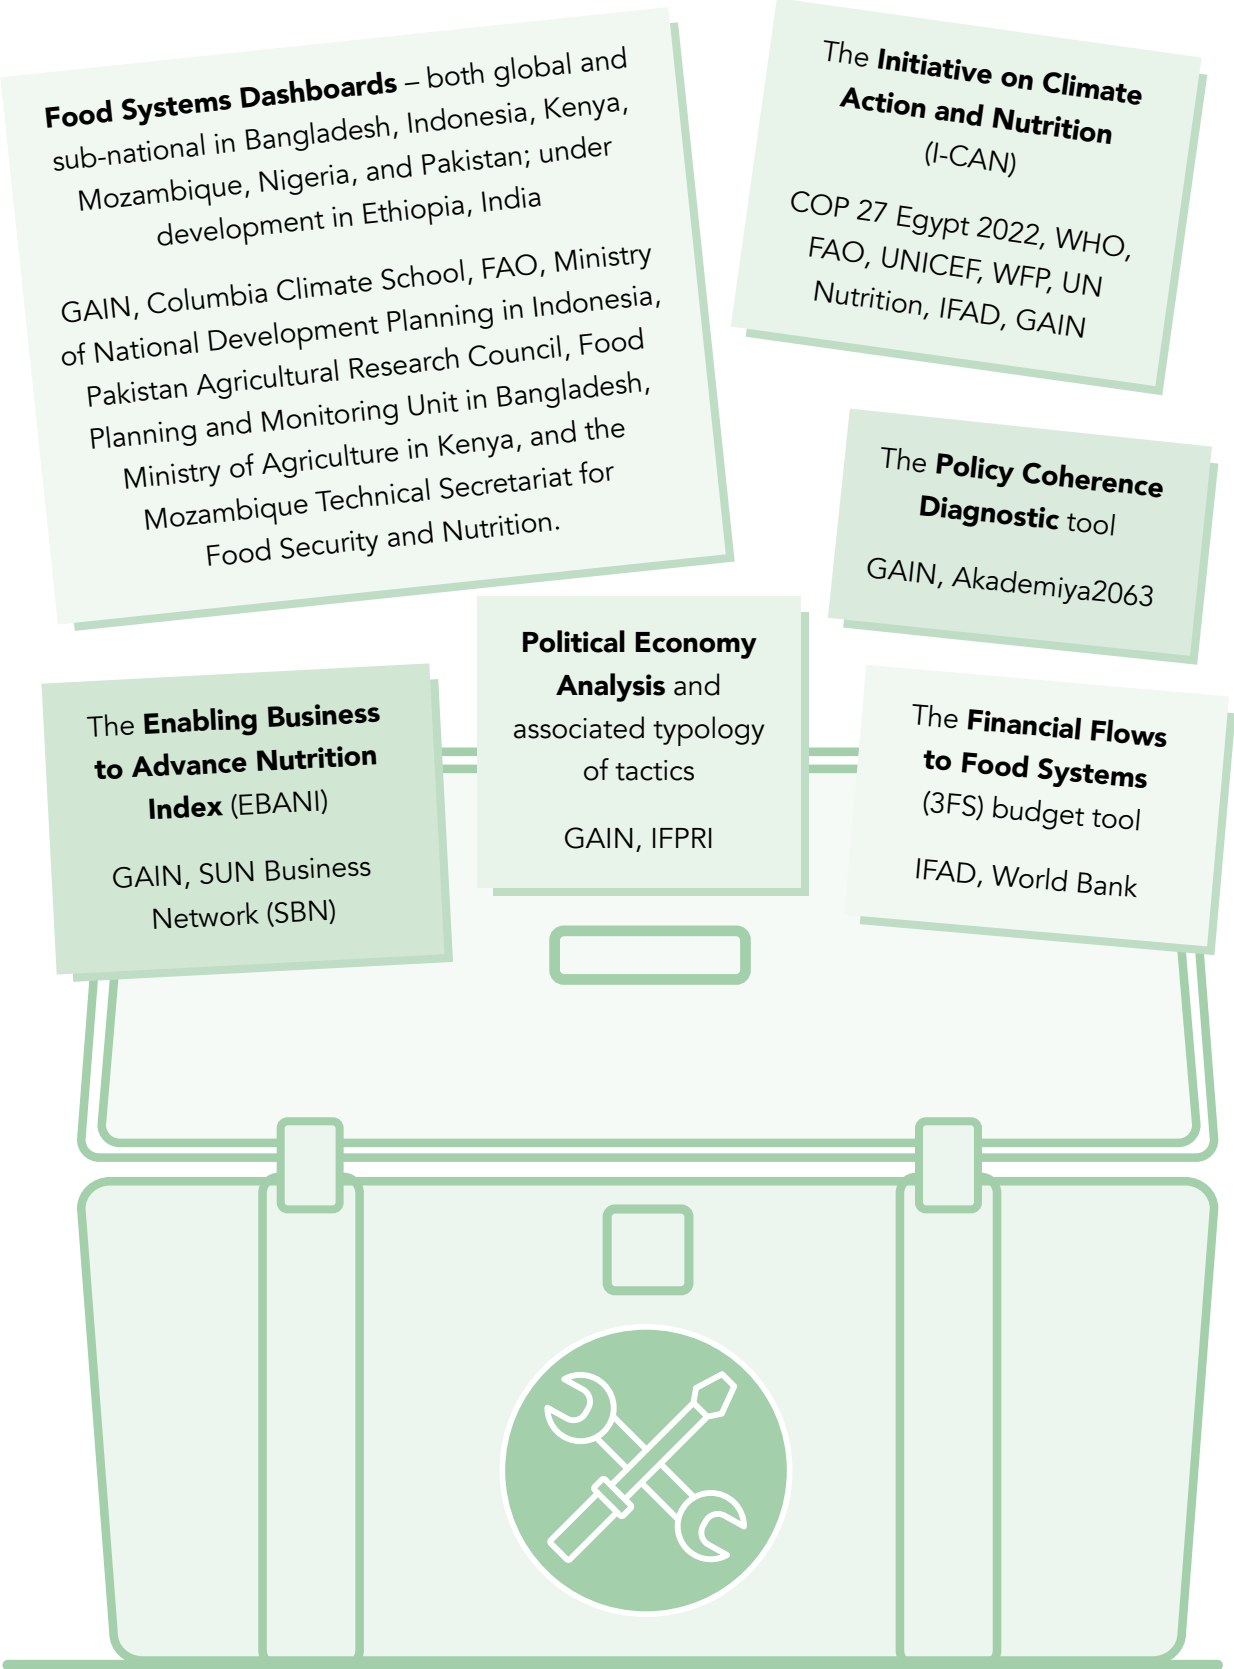 Food Systems Dashboards – both global and
sub-national in Bangladesh, Indonesia, Kenya,
Mozambique, Nigeria, and Pakistan; under
development in Ethiopia, India
GAIN, Columbia Climate School, FAO, Ministry
of National Development Planning in Indonesia,
Pakistan Agricultural Research Council, Food
Planning and Monitoring Unit in Bangladesh,
Ministry of Agriculture in Kenya, and the
Mozambique Technical Secretariat for
Food Security and Nutrition.
The Initiative on Climate
Action and Nutrition
(I-CAN)
COP 27 Egypt 2022, WHO,
FAO, UNICEF, WFP, UN
Nutrition, IFAD, GAIN
The Policy Coherence
Diagnostic tool
GAIN, Akademiya2063
The Enabling Business
to Advance Nutrition
Index (EBANI)
GAIN, SUN Business
Network (SBN)
Political Economy
Analysis and
associated typology
of tactics
GAIN, IFPRI
The Financial Flows
to Food Systems
(3FS) budget tool
IFAD, World Bank